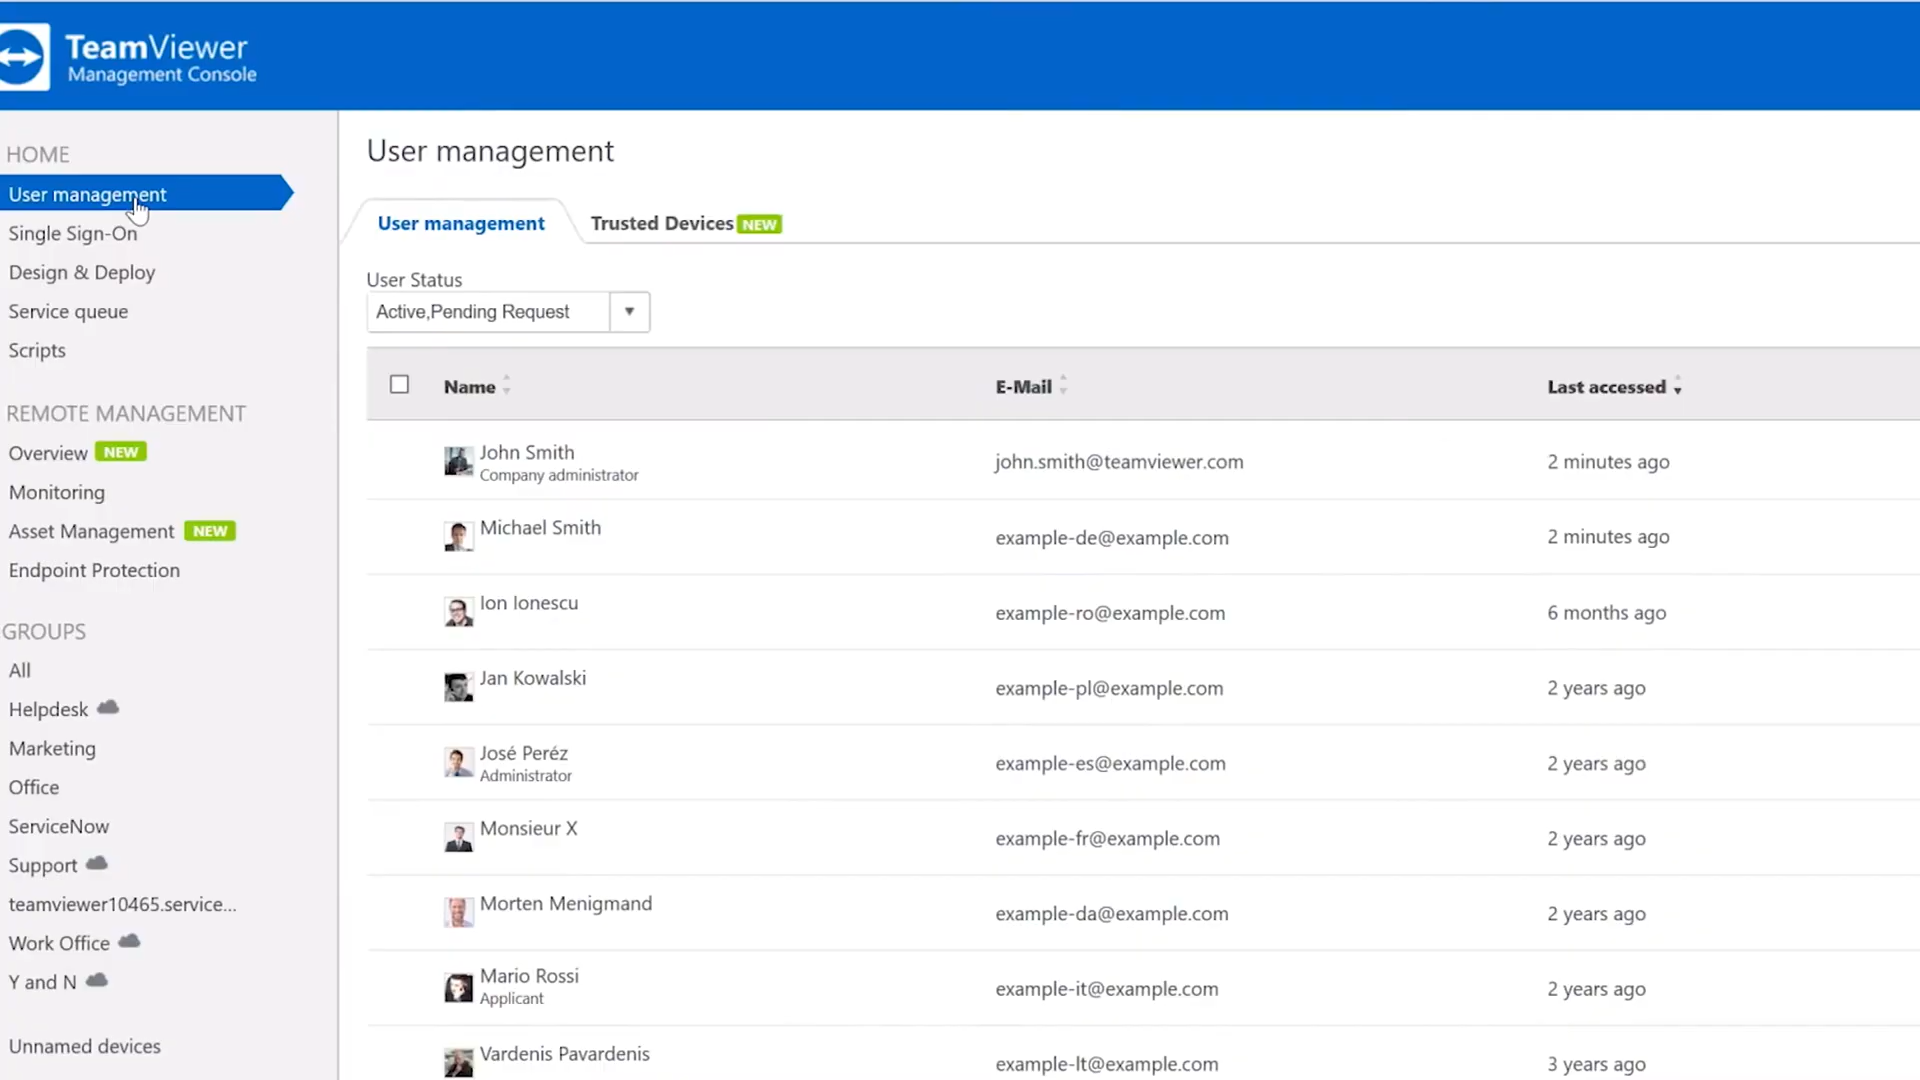 TeamViewer
Management Console
HOME
User management
Single Sign-On
Design & Deploy
Service queue
Scripts
REMOTE MANAGEMENT
Overview NEW
Monitoring
Asset Management NEW
Endpoint Protection
GROUPS
All
Helpdesk
Marketing
Office
ServiceNow
Support
teamviewer10465.service...
Work Office
Y and N
Unnamed devices
User management
User management Trusted Devices NEW
User Status
Active,Pending Request
Name E-Mail Last accessed
John Smith
Company administrator
john.smith@teamviewer.com
2 minutes ago
Michael Smith
example-de@example.com
2 minutes ago
Ion Ionescu
example-ro@example.com
6 months ago
Jan Kowalski
example-pl@example.com
2 years ago
José Peréz
Administrator
example-es@example.com
2 years ago
Monsieur X
example-fr@example.com
2 years ago
Morten Menigmand
example-da@example.com
2 years ago
Mario Rossi
Applicant
example-it@example.com
2 years ago
Vardenis Pavardenis
example-lt@example.com
3 years ago